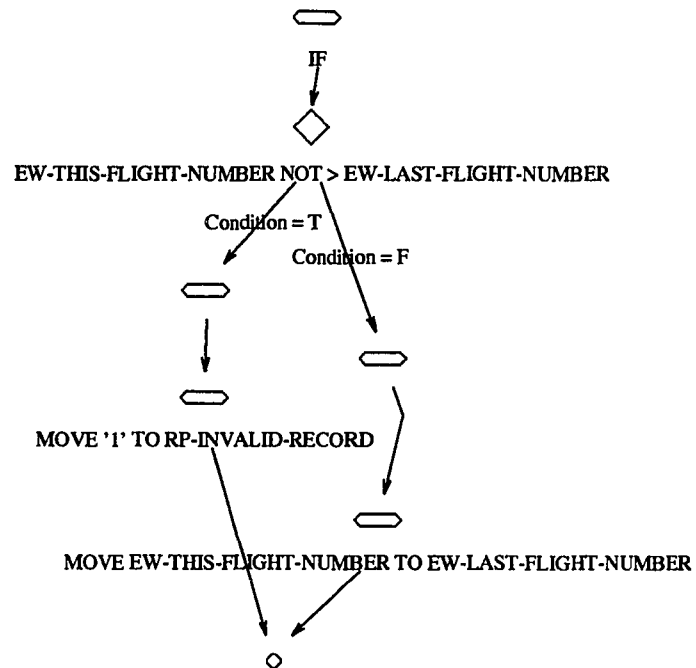 IF
EW-THIS-FLIGHT-NUMBER NOT > EW-LAST-FLIGHT-NUMBER
Condition = T
Condition = F
MOVE '1' TO RP-INVALID-RECORD
MOVE EW-THIS-FLIGHT-NUMBER TO EW-LAST-FLIGHT-NUMBER